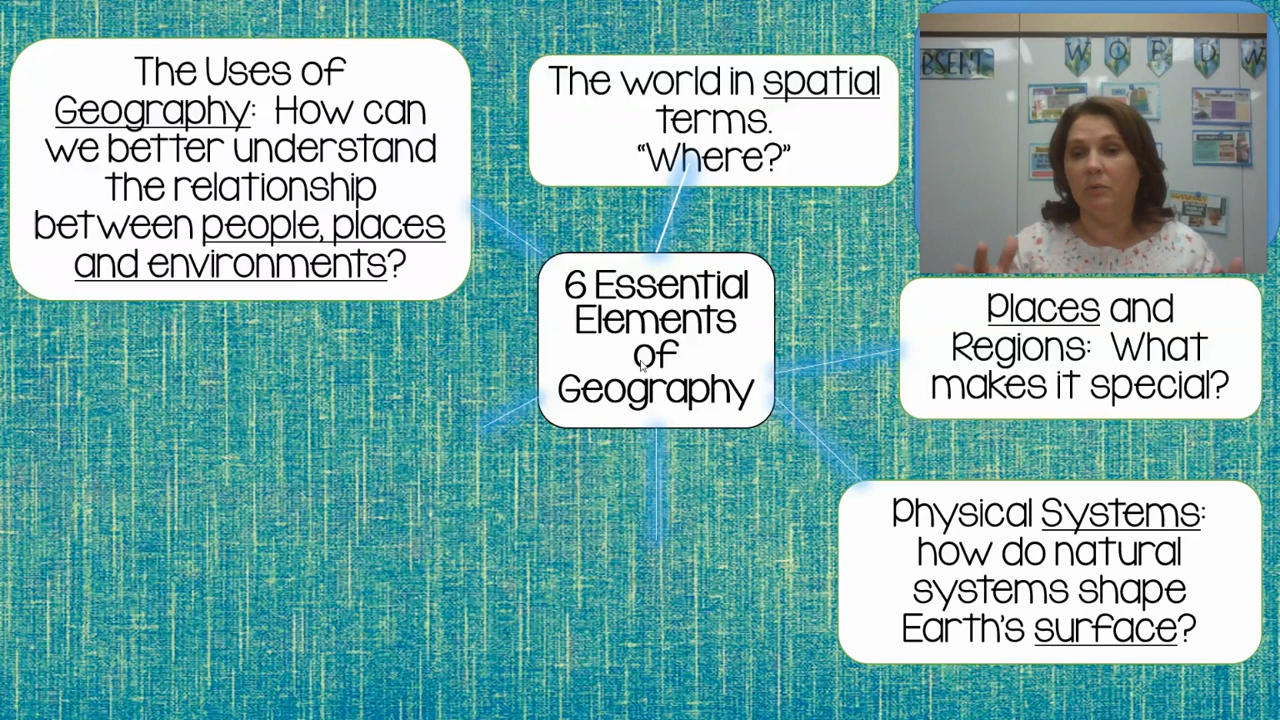 The Uses of
Geography: How can
we better understand
the relationship
between people, places
and environments?
The world in spatial
terms.
"Where?"
BSENT
W O R D W
6 Essential
Elements
of
Geography
Places and
Regions: What
makes it special?
Physical Systems:
how do natural
systems shape
Earth's surface?